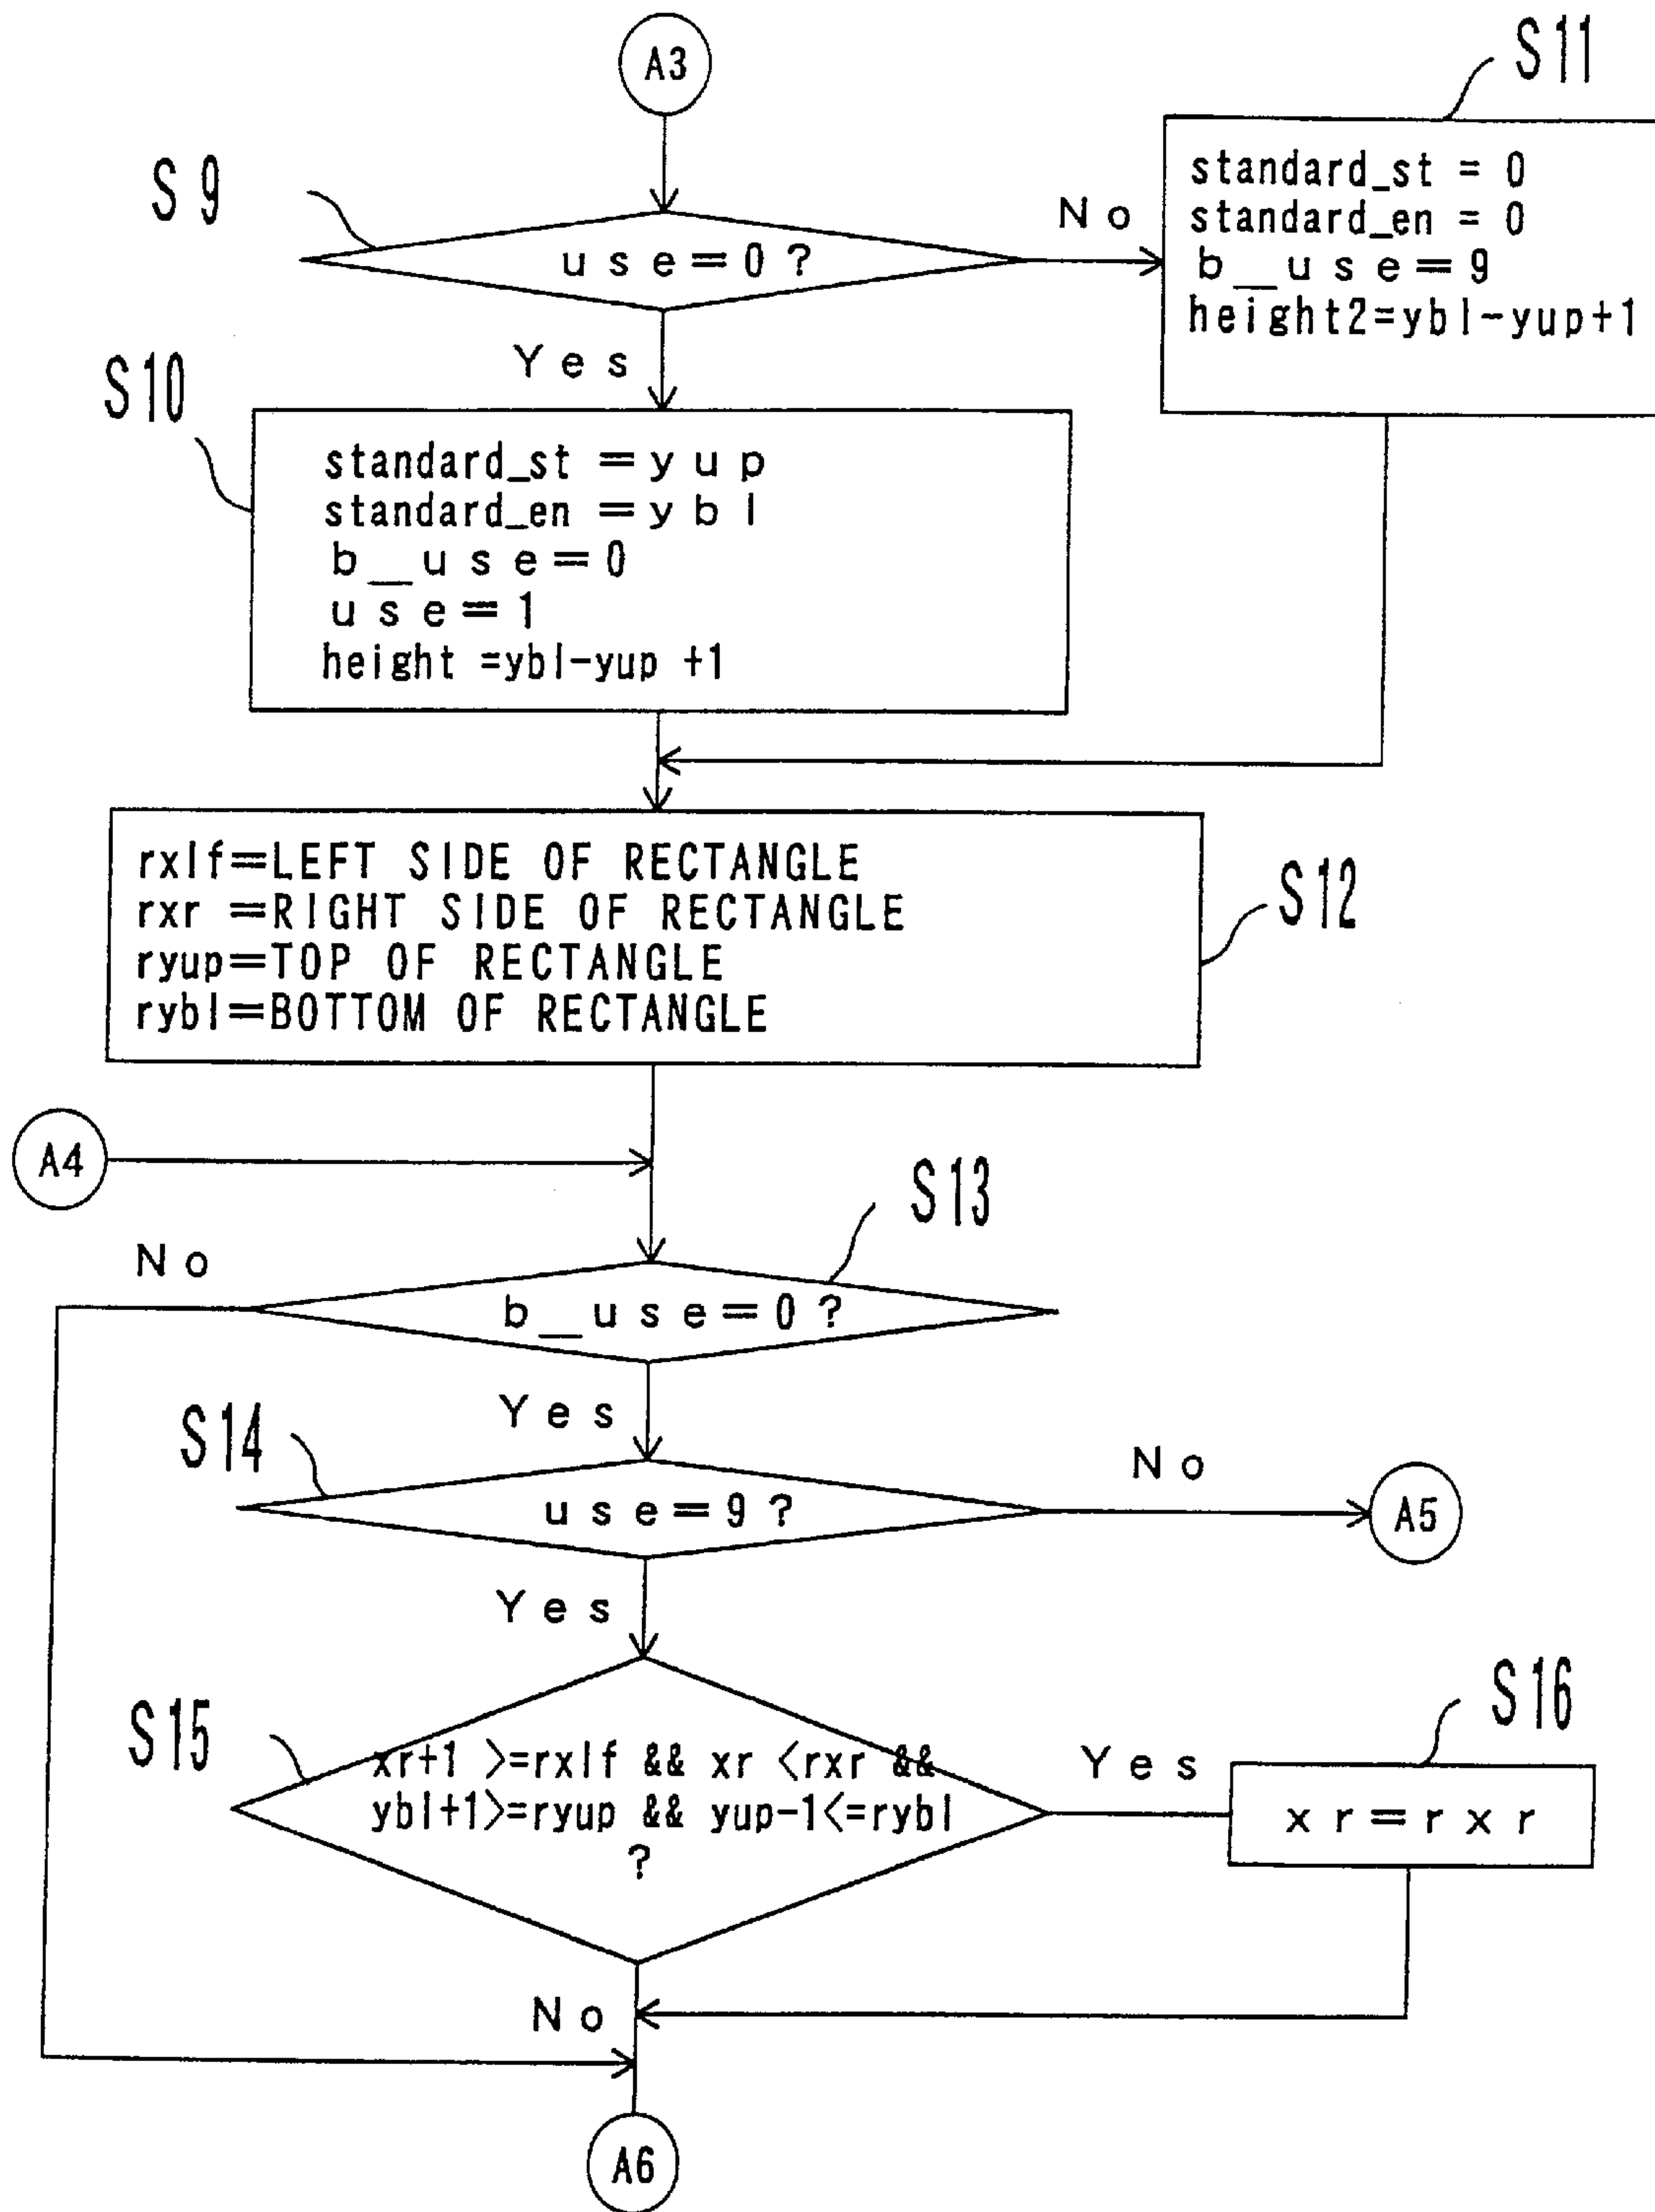 A3
S11
standard_st = 0
standard_en = 0
b_use=9
height2=ybl-yup+1
S9
use=0?
No
Yes
S10
standard_st =yup
standard_en =ybl
b_use=0
use=1
height =ybl-yup +1
rxlf=LEFT SIDE OF RECTANGLE
rxr =RIGHT SIDE OF RECTANGLE
ryup=TOP OF RECTANGLE
rybl=BOTTOM OF RECTANGLE
S12
A4
S13
No
b_use=0?
Yes
S14
use=9?
No
A5
Yes
S15
xr+1 >=rxlf && xr <rxr &&
ybl+1>=ryup && yup-1<=rybl
?
Yes
S16
xr=rxr
No
A6